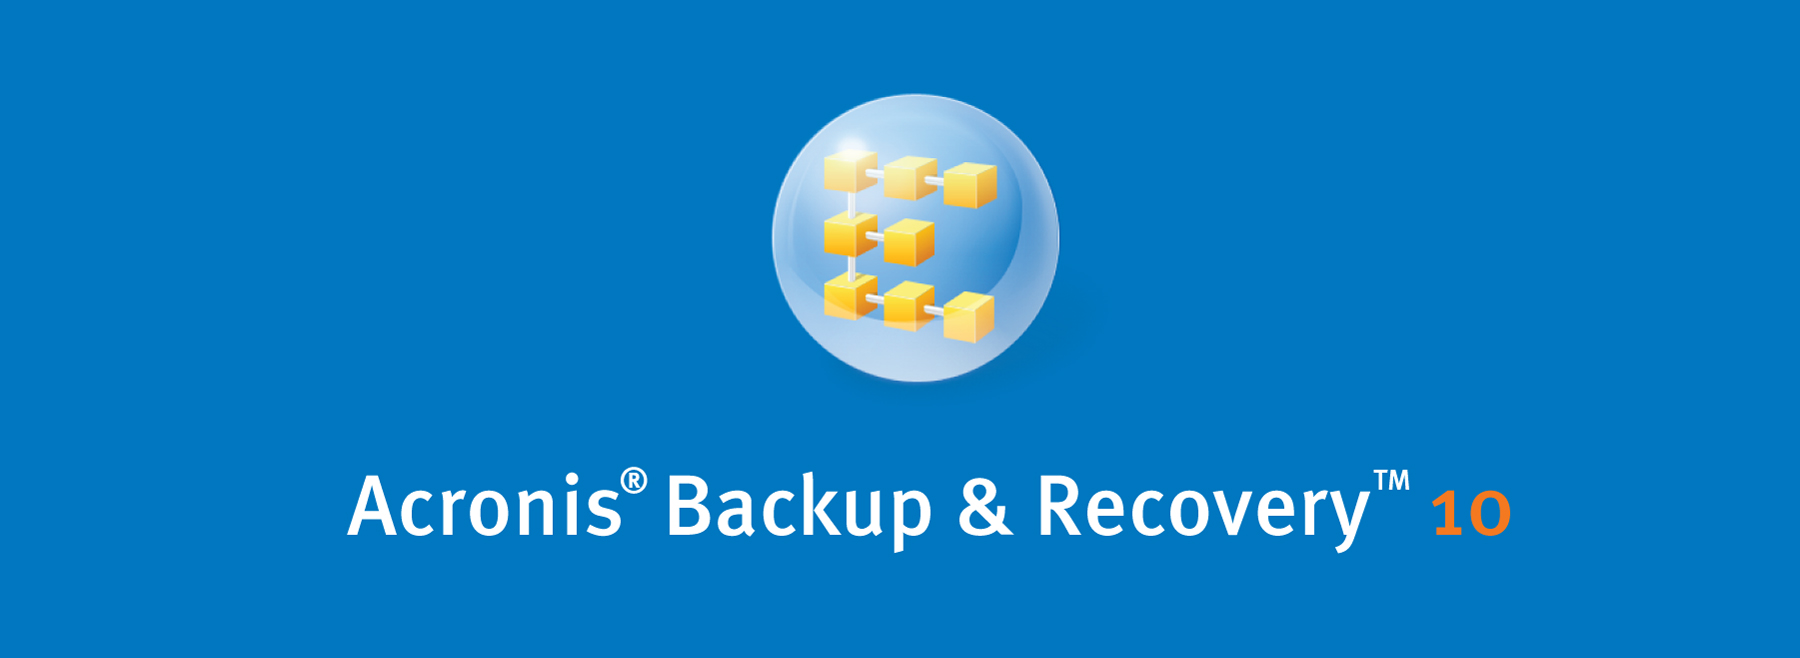 Acronis® Backup & Recovery™ 10